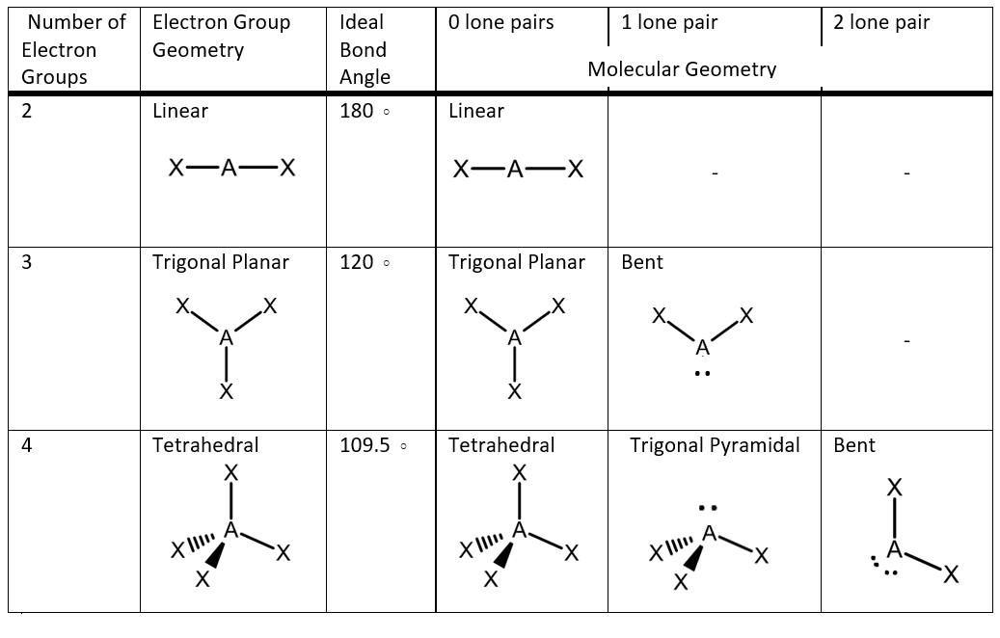 Number of Electron Groups
Electron Group Geometry
Ideal Bond Angle
0 lone pairs
1 lone pair
2 lone pair
Molecular Geometry
2
Linear
X A X
180 °
Linear
X A X
-
-
3
Trigonal Planar
X X
A
X
120 °
Trigonal Planar
X X
A
X
Bent
X X
A
-
4
Tetrahedral
X
A
X X
X
109.5 °
Tetrahedral
X
A
X X
X
Trigonal Pyramidal
A
X X
X
Bent
X
A
X